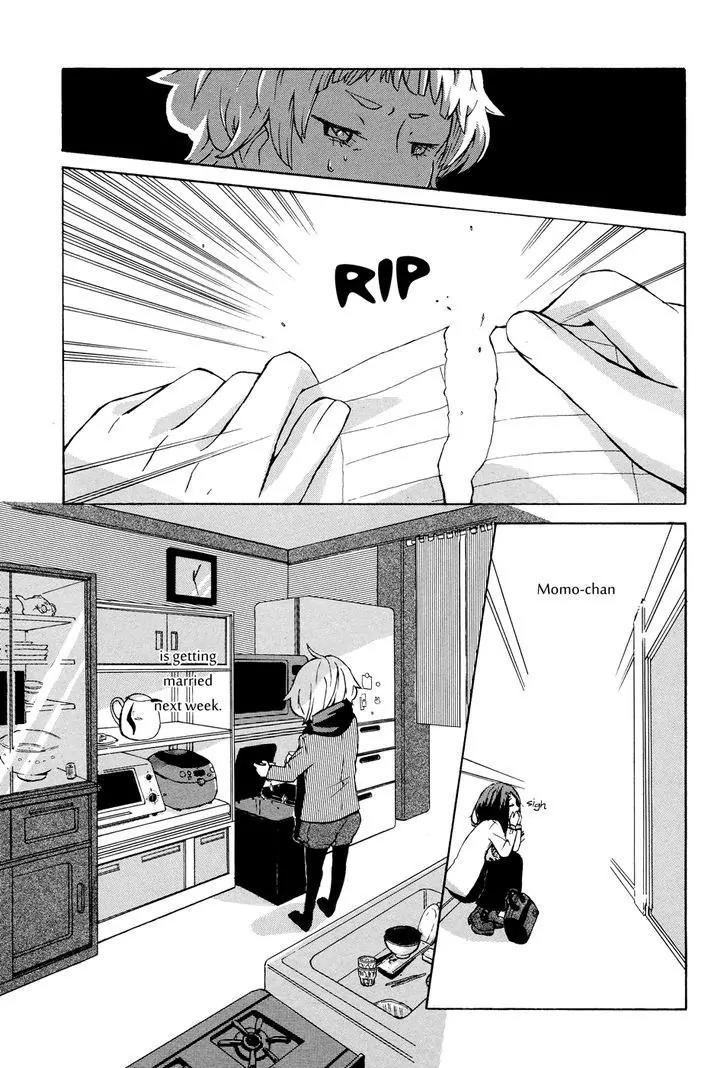 RIP
Momo-chan
sigh
is getting
married
next week.